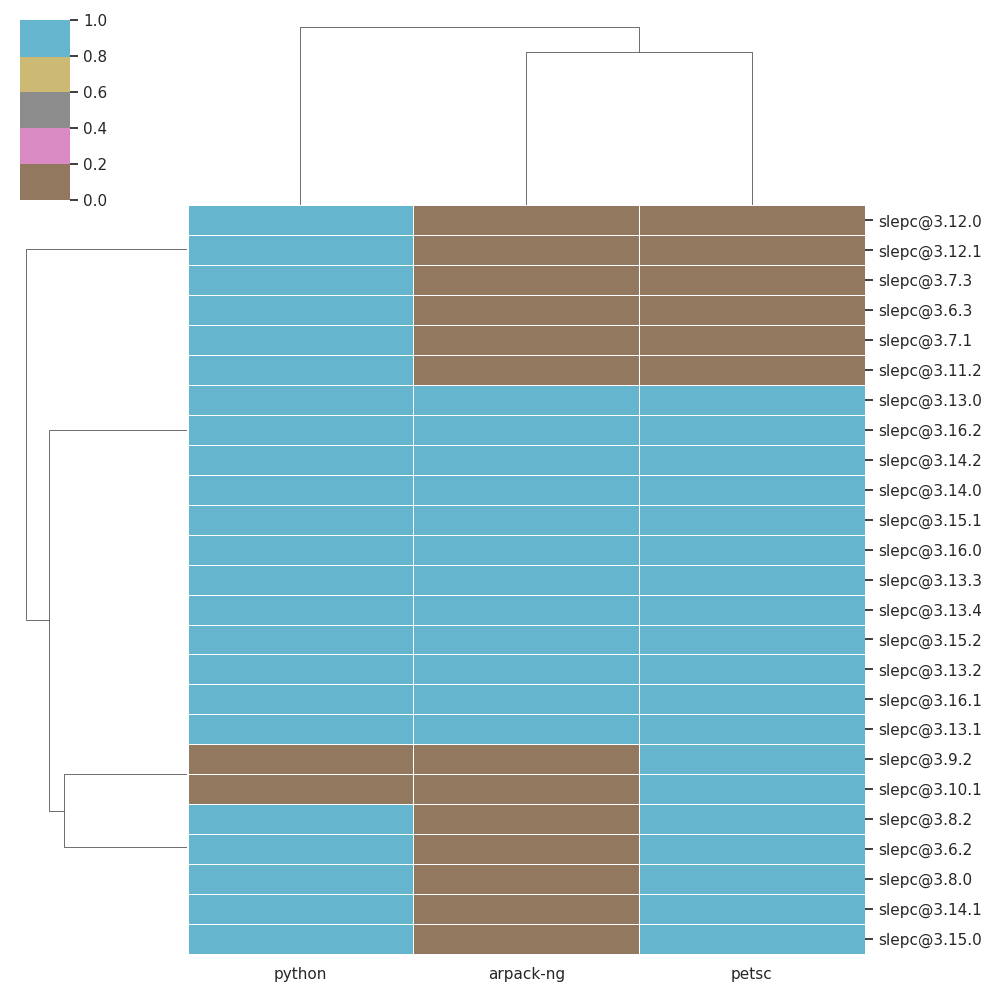 1.0
0.8
0.6
0.4
0.2
0.0
slepc@3.12.0
slepc@3.12.1
slepc@3.7.3
slepc@3.6.3
slepc@3.7.1
slepc@3.11.2
slepc@3.13.0
slepc@3.16.2
slepc@3.14.2
slepc@3.14.0
slepc@3.15.1
slepc@3.16.0
slepc@3.13.3
slepc@3.13.4
slepc@3.15.2
slepc@3.13.2
slepc@3.16.1
slepc@3.13.1
slepc@3.9.2
slepc@3.10.1
slepc@3.8.2
slepc@3.6.2
slepc@3.8.0
slepc@3.14.1
slepc@3.15.0
python arpack-ng petsc